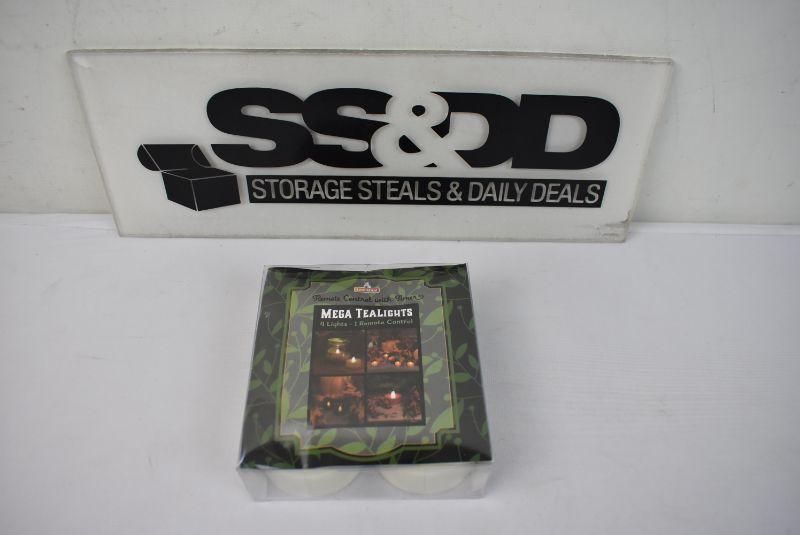 SS&DD
STORAGE STEALS & DAILY DEALS
Remote Control with Timer
MEGA TEALIGHTS
4 Lights - 1 Remote Control